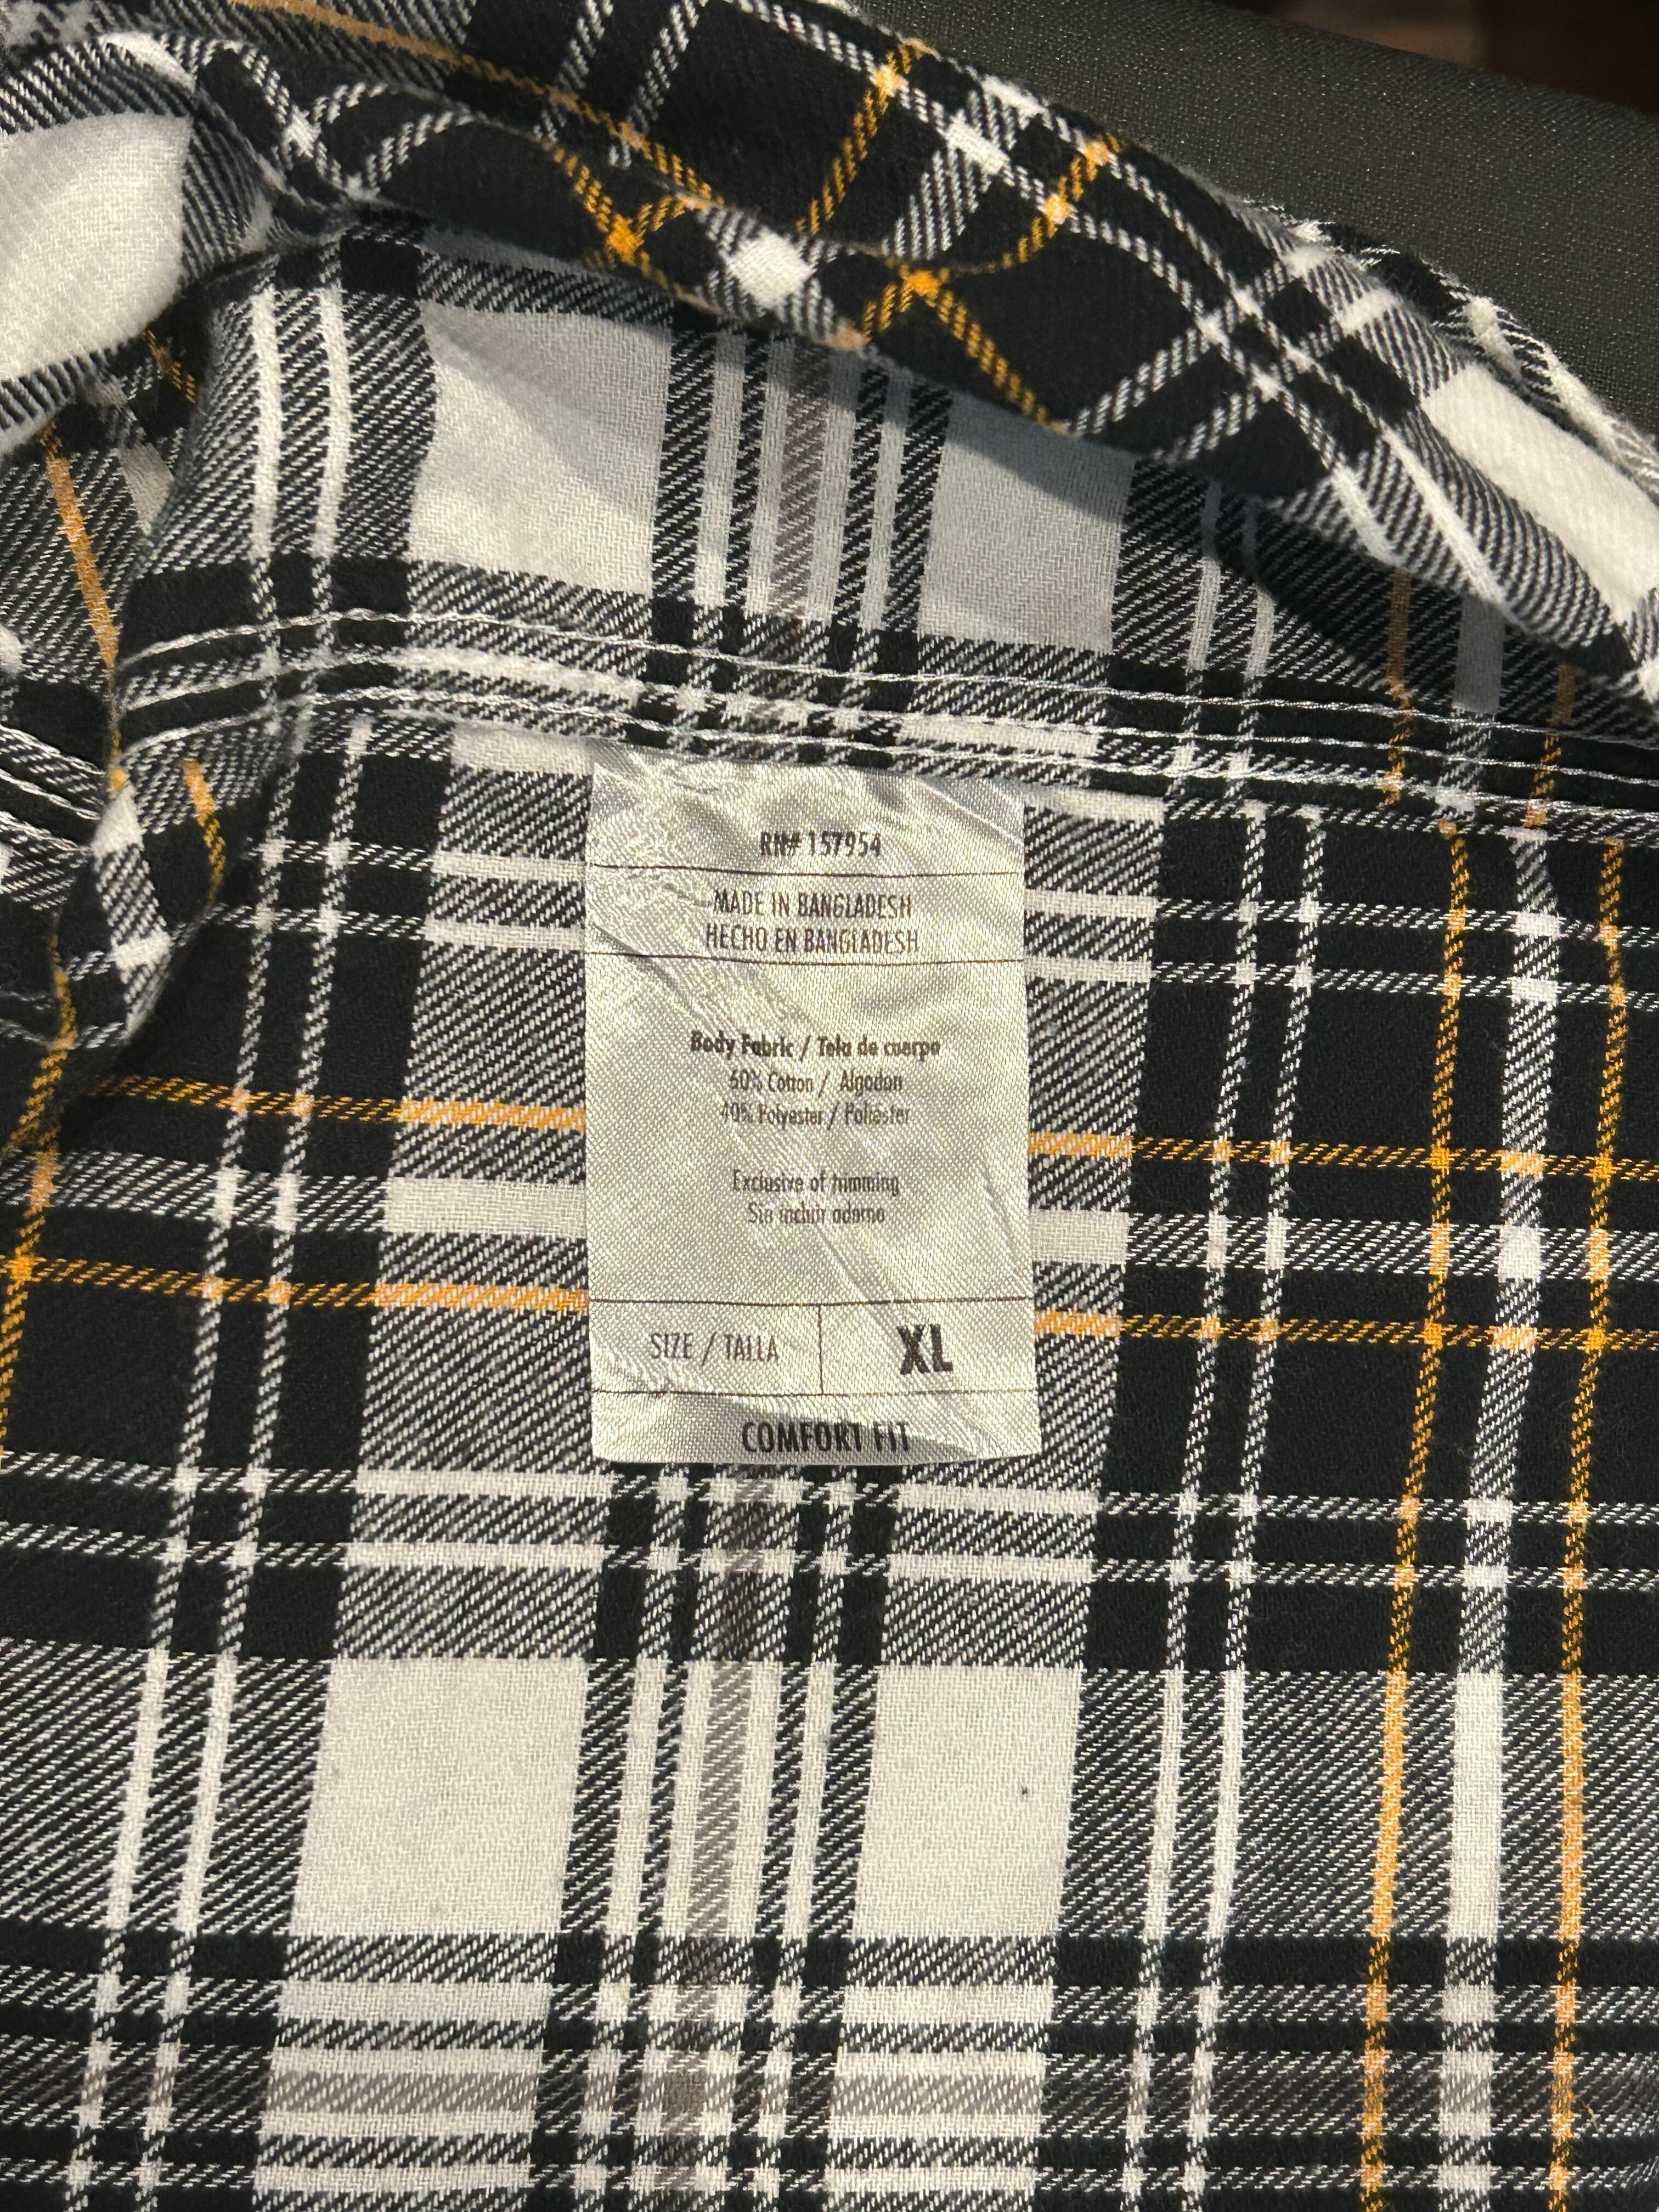 RN# 157954
MADE IN BANGLADESH
HECHO EN BANGLADESH
Body Fabric / Tela de cuerpo
60% Cotton / Algodon
40% Polyester / Poliéster
Exclusive of trimming
Sin incluir adorno
SIZE / TALLA XL
COMFORT FIT